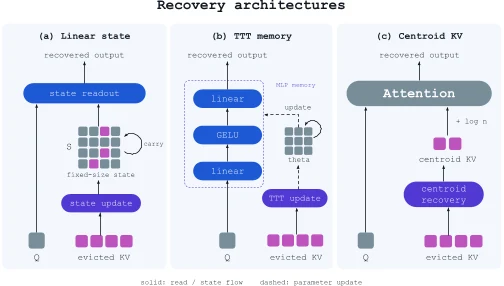 Recovery architectures
(a) Linear state
recovered output
state readout
S
carry
fixed-size state
state update
Q
evicted KV
(b) TTT memory
recovered output
MLP memory
linear
update
GELU
theta
linear
TTT update
Q
evicted KV
(c) Centroid KV
recovered output
Attention
+ log n
centroid KV
centroid
recovery
Q
evicted KV
solid: read / state flow dashed: parameter update